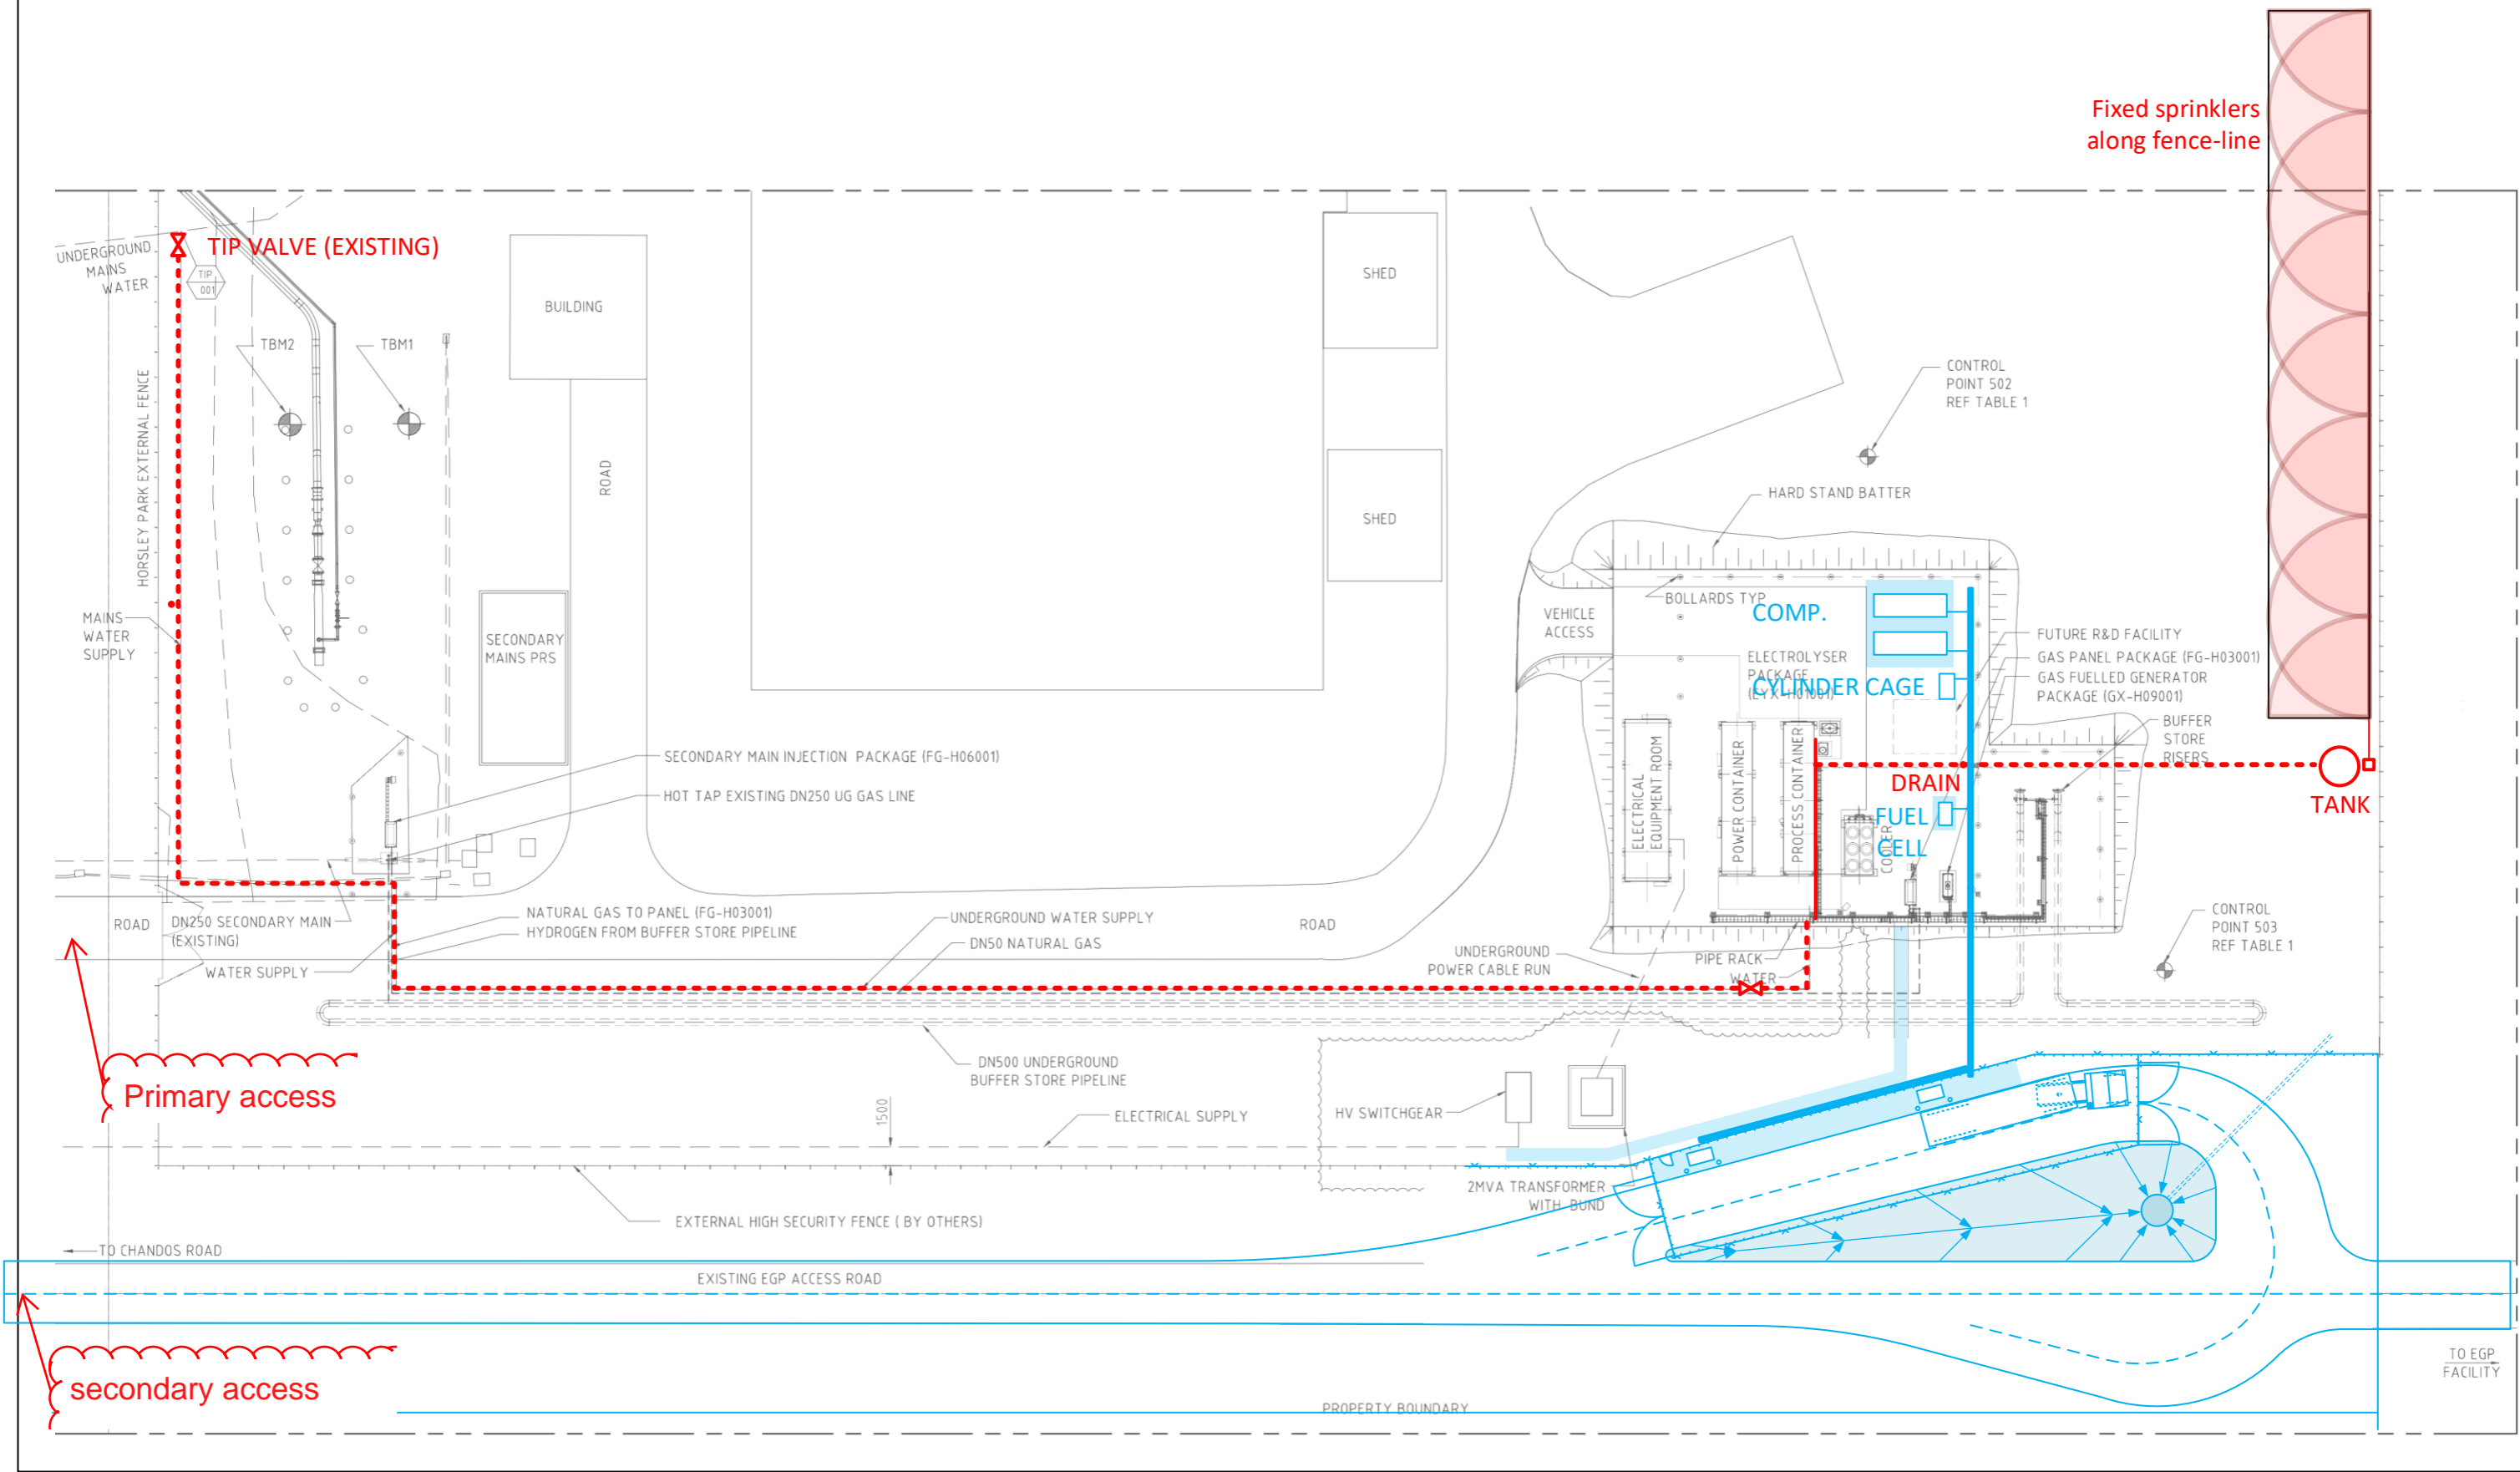 Fixed sprinklers
along fence-line
UNDERGROUND
MAINS
WATER
TIP VALVE (EXISTING)
TIP
001
BUILDING
SHED
TBM2
TBM1
HORSLEY PARK EXTERNAL FENCE
ROAD
CONTROL
POINT 502
REF TABLE 1
HARD STAND BATTER
SHED
BOLLARDS TYP
VEHICLE
ACCESS
COMP.
MAINS
WATER
SUPPLY
SECONDARY
MAINS PRS
ELECTROLYSER
PACKAGE
(EYX-H01001)
CYLINDER CAGE
FUTURE R&D FACILITY
GAS PANEL PACKAGE (FG-H03001)
GAS FUELLED GENERATOR
PACKAGE (GX-H09001)
BUFFER
STORE
RISERS
SECONDARY MAIN INJECTION PACKAGE (FG-H06001)
HOT TAP EXISTING DN250 UG GAS LINE
ELECTRICAL
EQUIPMENT ROOM
POWER CONTAINER
PROCESS CONTAINER
DRAIN
FUEL
CELL
COOLER
TANK
ROAD
DN250 SECONDARY MAIN
(EXISTING)
WATER SUPPLY
NATURAL GAS TO PANEL (FG-H03001)
HYDROGEN FROM BUFFER STORE PIPELINE
UNDERGROUND WATER SUPPLY
DN50 NATURAL GAS
ROAD
UNDERGROUND
POWER CABLE RUN
PIPE RACK
WATER
CONTROL
POINT 503
REF TABLE 1
Primary access
DN500 UNDERGROUND
BUFFER STORE PIPELINE
1500
ELECTRICAL SUPPLY
HV SWITCHGEAR
2MVA TRANSFORMER
WITH BUND
EXTERNAL HIGH SECURITY FENCE ( BY OTHERS)
TO CHANDOS ROAD
EXISTING EGP ACCESS ROAD
secondary access
TO EGP
FACILITY
PROPERTY BOUNDARY